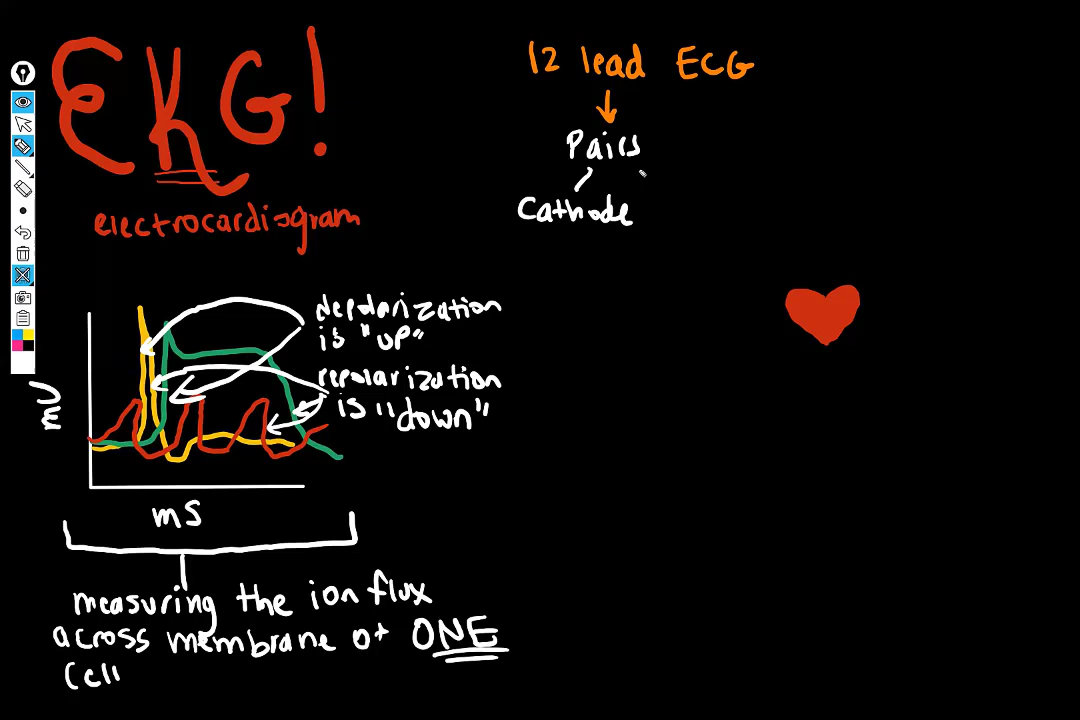 EKG!
electrocardiogram
depolarization
is "UP"
repolarization
is "down"
mV
ms
measuring the ion flux
across membrane of ONE
Cell
12 lead ECG
Pairs
Cathode